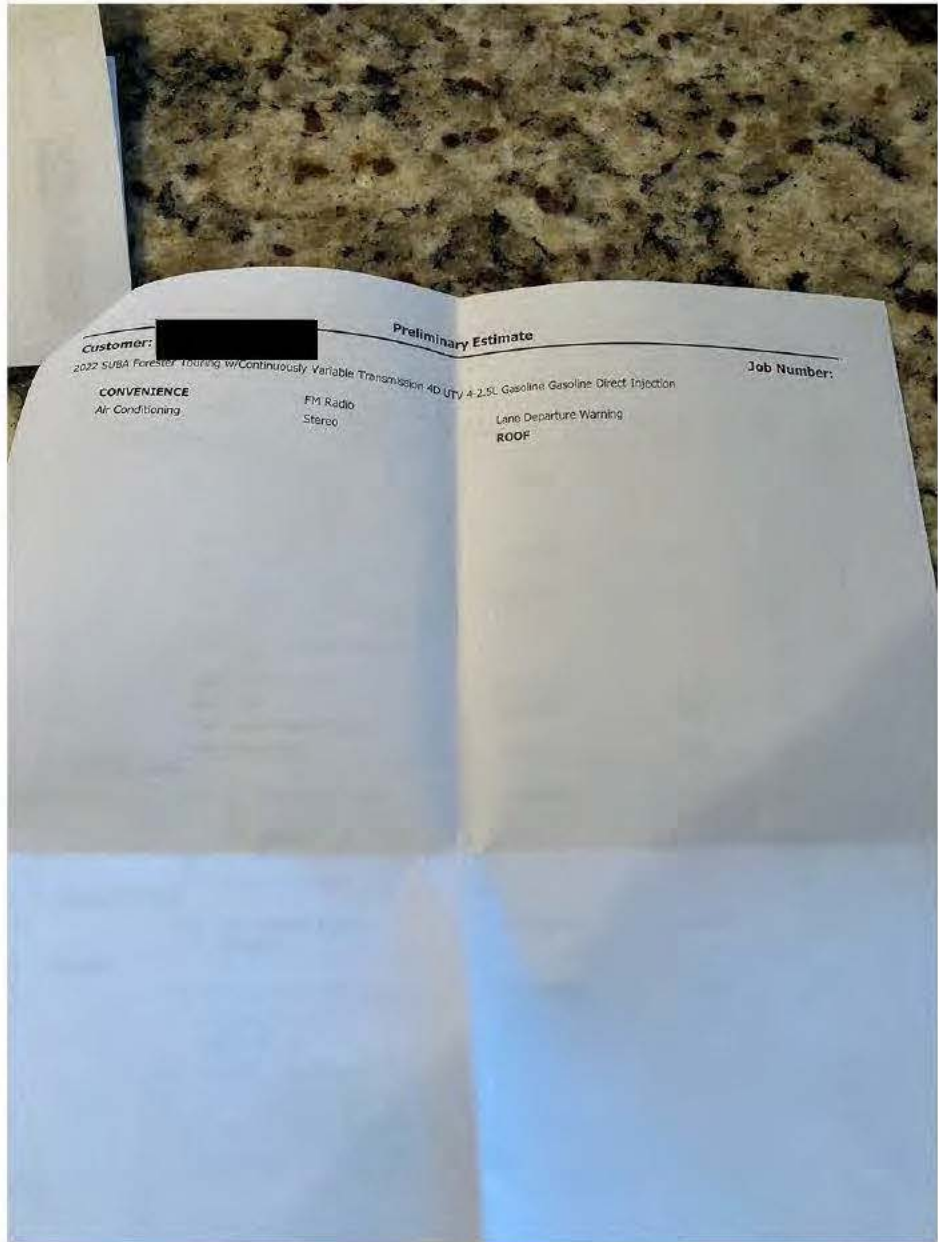 Preliminary Estimate
Customer:
Job Number:
2022 SUBA Forester Touring w/Continuously Variable Transmission 4D UTV 4-2.5L Gasoline Gasoline Direct Injection
CONVENIENCE
Air Conditioning
FM Radio
Stereo
Lane Departure Warning
ROOF